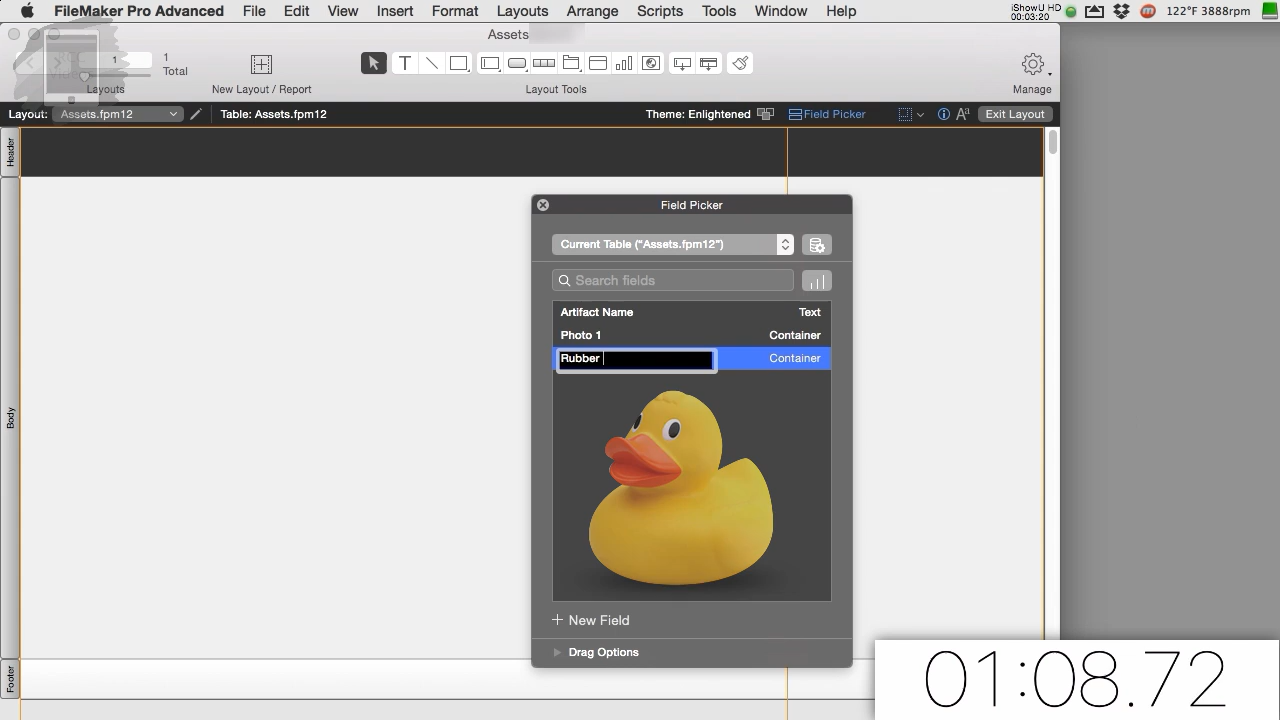 FileMaker Pro Advanced File Edit View Insert Format Layouts Arrange Scripts Tools Window Help iShowU HD 00:03:20 122°F 3888rpm
Assets
1 1 Total
Layouts New Layout / Report Layout Tools Manage
Layout: Assets.fpm12 Table: Assets.fpm12 Theme: Enlightened Field Picker Exit Layout
Header
Field Picker
Current Table ("Assets.fpm12")
Search fields
Artifact Name Text
Photo 1 Container
Rubber Container
Body
+ New Field
Drag Options
Footer
01:08.72